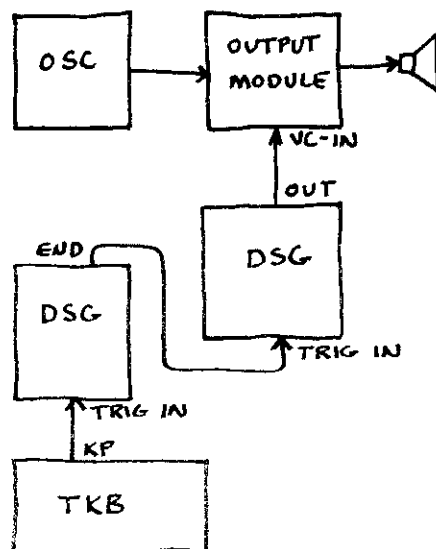 OSC
OUTPUT
MODULE
VC-IN
OUT
END
DSG
DSG
TRIG IN
TRIG IN
KP
TKB